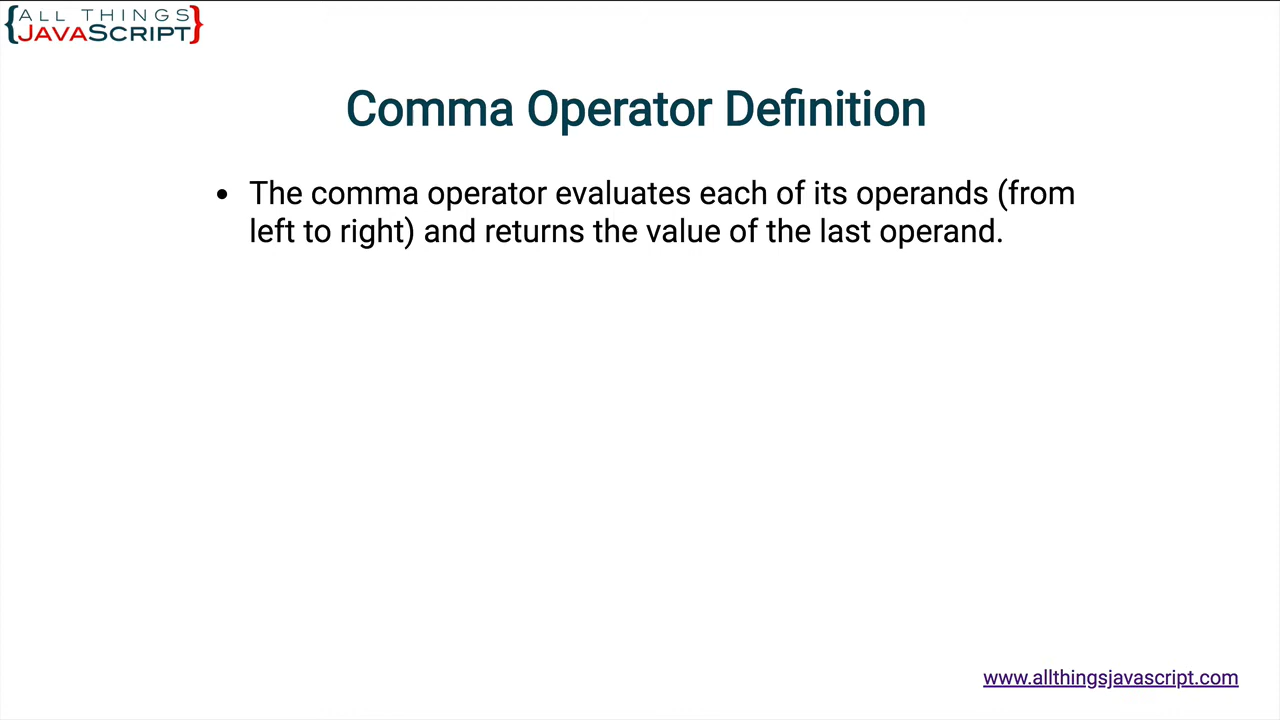 {ALL THINGS
JAVASCRIPT}
Comma Operator Definition
• The comma operator evaluates each of its operands (from
left to right) and returns the value of the last operand.
www.allthingsjavascript.com